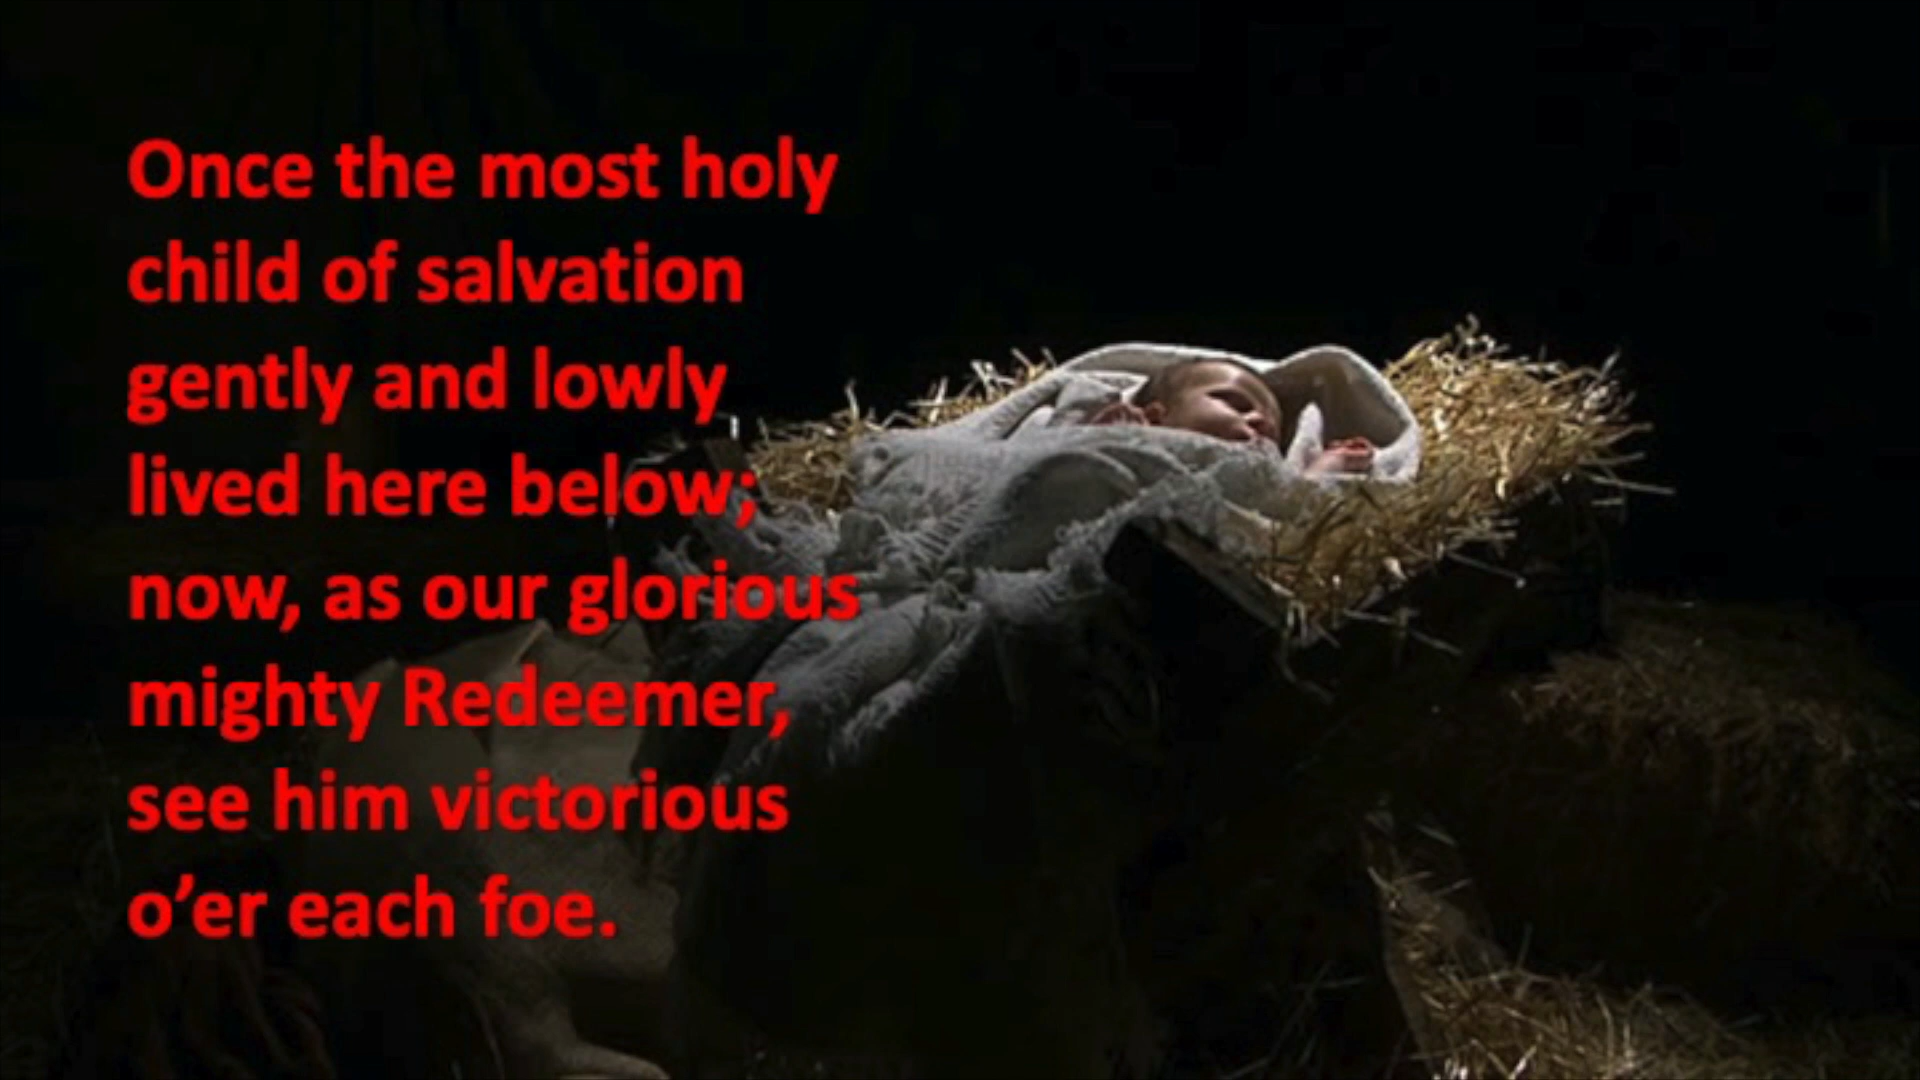 Once the most holy
child of salvation
gently and lowly
lived here below;
now, as our glorious
mighty Redeemer,
see him victorious
o’er each foe.